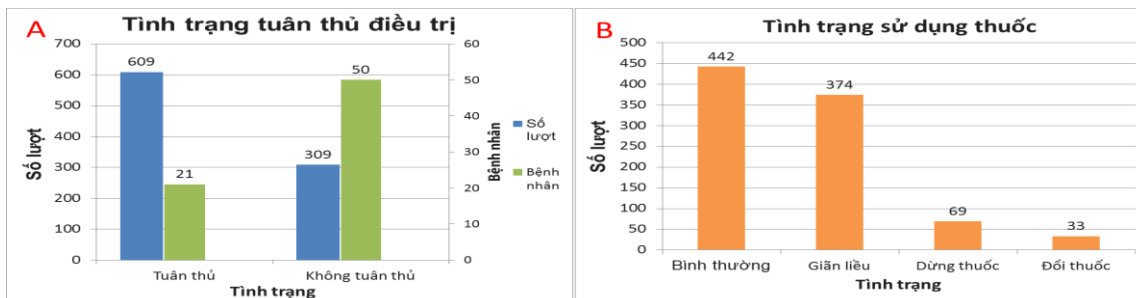 A
Tình trạng tuân thủ điều trị
700
600
500
400
300
200
100
0
60
50
40
30
20
10
0
609
21
309
50
Số lượt
Bệnh nhân
Số
lượt
Bệnh
nhân
Tuân thủ
Không tuân thủ
Tình trạng
B
Tình trạng sử dụng thuốc
500
450
400
350
300
250
200
150
100
50
0
442
374
69
33
Số lượt
Bình thường
Giãn liều
Dừng thuốc
Đổi thuốc
Tình trạng